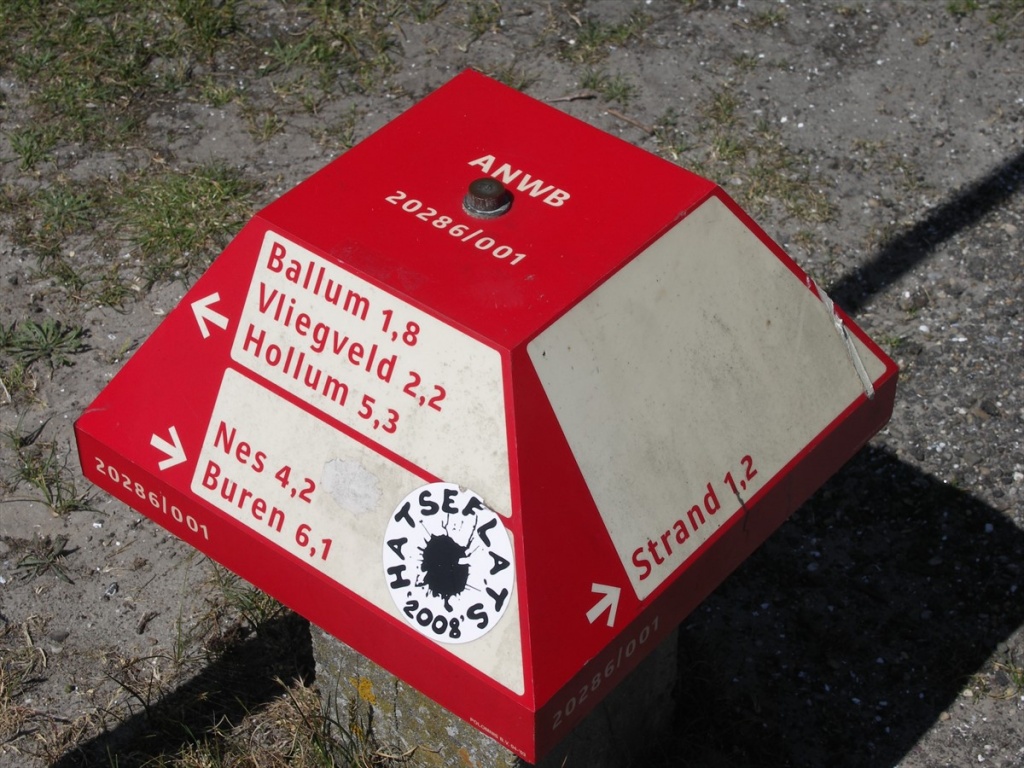 ANWB
20286/001
Ballum 1,8
Vliegveld 2,2
Hollum 5,3
Nes 4,2
Buren 6,1
20286/001
HATSEFLATS
'2008'
Strand 1,2
20286/001